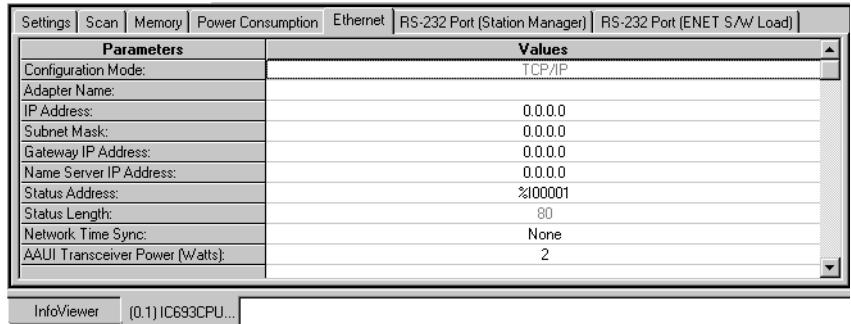 Settings Scan Memory Power Consumption Ethernet RS-232 Port (Station Manager) RS-232 Port (ENET S/W Load)
Parameters Values
Configuration Mode: TCP/IP
Adapter Name:
IP Address: 0.0.0.0
Subnet Mask: 0.0.0.0
Gateway IP Address: 0.0.0.0
Name Server IP Address: 0.0.0.0
Status Address: %I00001
Status Length: 80
Network Time Sync: None
AAUI Transceiver Power (Watts): 2
InfoViewer (0.1) IC693CPU...